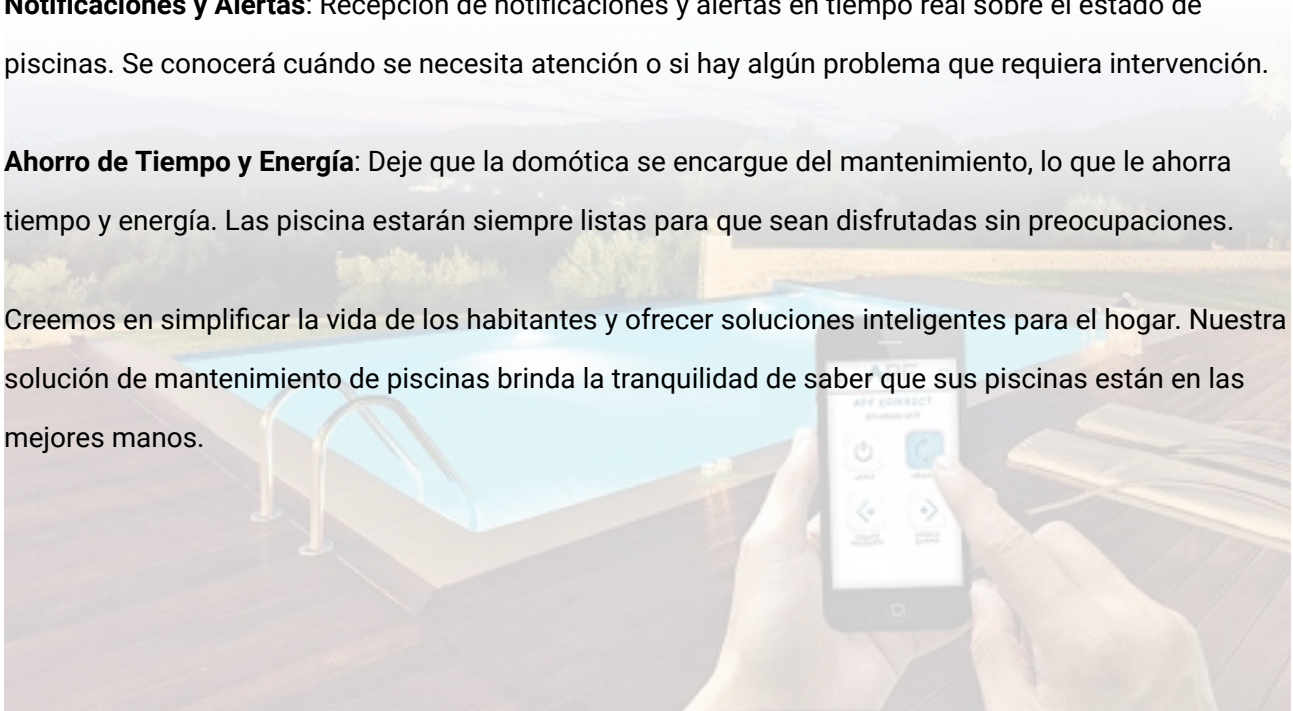 Notificaciones y Alertas: Recepción de notificaciones y alertas en tiempo real sobre el estado de
piscinas. Se conocerá cuándo se necesita atención o si hay algún problema que requiera intervención.
Ahorro de Tiempo y Energía: Deje que la domótica se encargue del mantenimiento, lo que le ahorra
tiempo y energía. Las piscina estarán siempre listas para que sean disfrutadas sin preocupaciones.
Creemos en simplificar la vida de los habitantes y ofrecer soluciones inteligentes para el hogar. Nuestra
solución de mantenimiento de piscinas brinda la tranquilidad de saber que sus piscinas están en las
mejores manos.